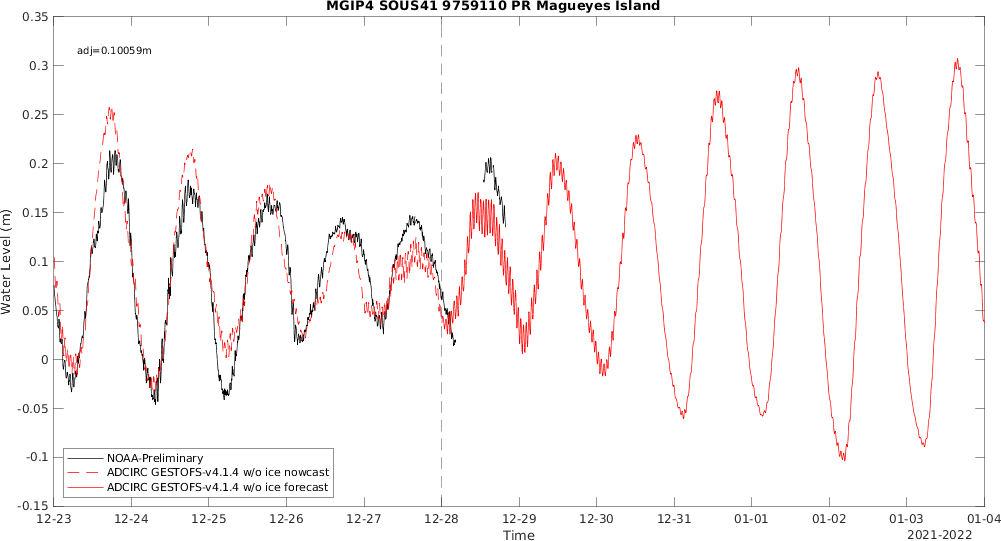 MGIP4 SOUS41 9759110 PR Magueyes Island
0.35
adj=0.10059m
0.3
0.25
0.2
0.15
0.1
0.05
0
-0.05
-0.1
-0.15
Water Level (m)
NOAA-Preliminary
ADCIRC GESTOFS-v4.1.4 w/o ice nowcast
ADCIRC GESTOFS-v4.1.4 w/o ice forecast
12-23 12-24 12-25 12-26 12-27 12-28 12-29 12-30 12-31 01-01 01-02 01-03 01-04
Time
2021-2022